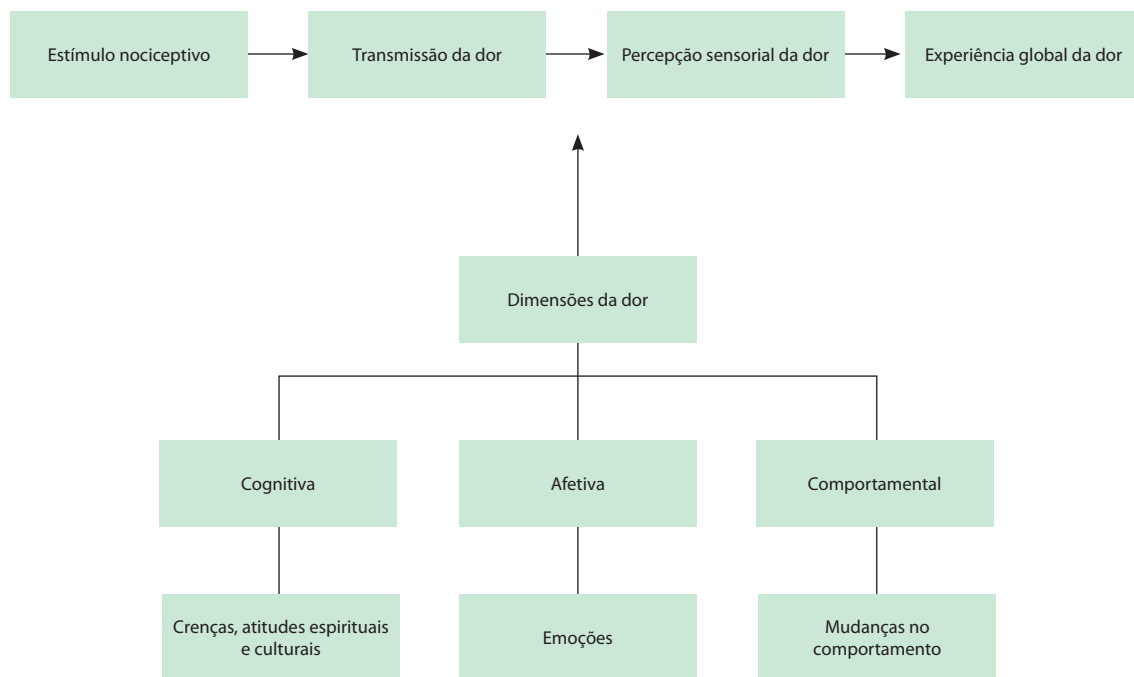 Estímulo nociceptivo
Transmissão da dor
Percepção sensorial da dor
Experiência global da dor
Dimensões da dor
Cognitiva
Afetiva
Comportamental
Crenças, atitudes espirituais
e culturais
Emoções
Mudanças no
comportamento